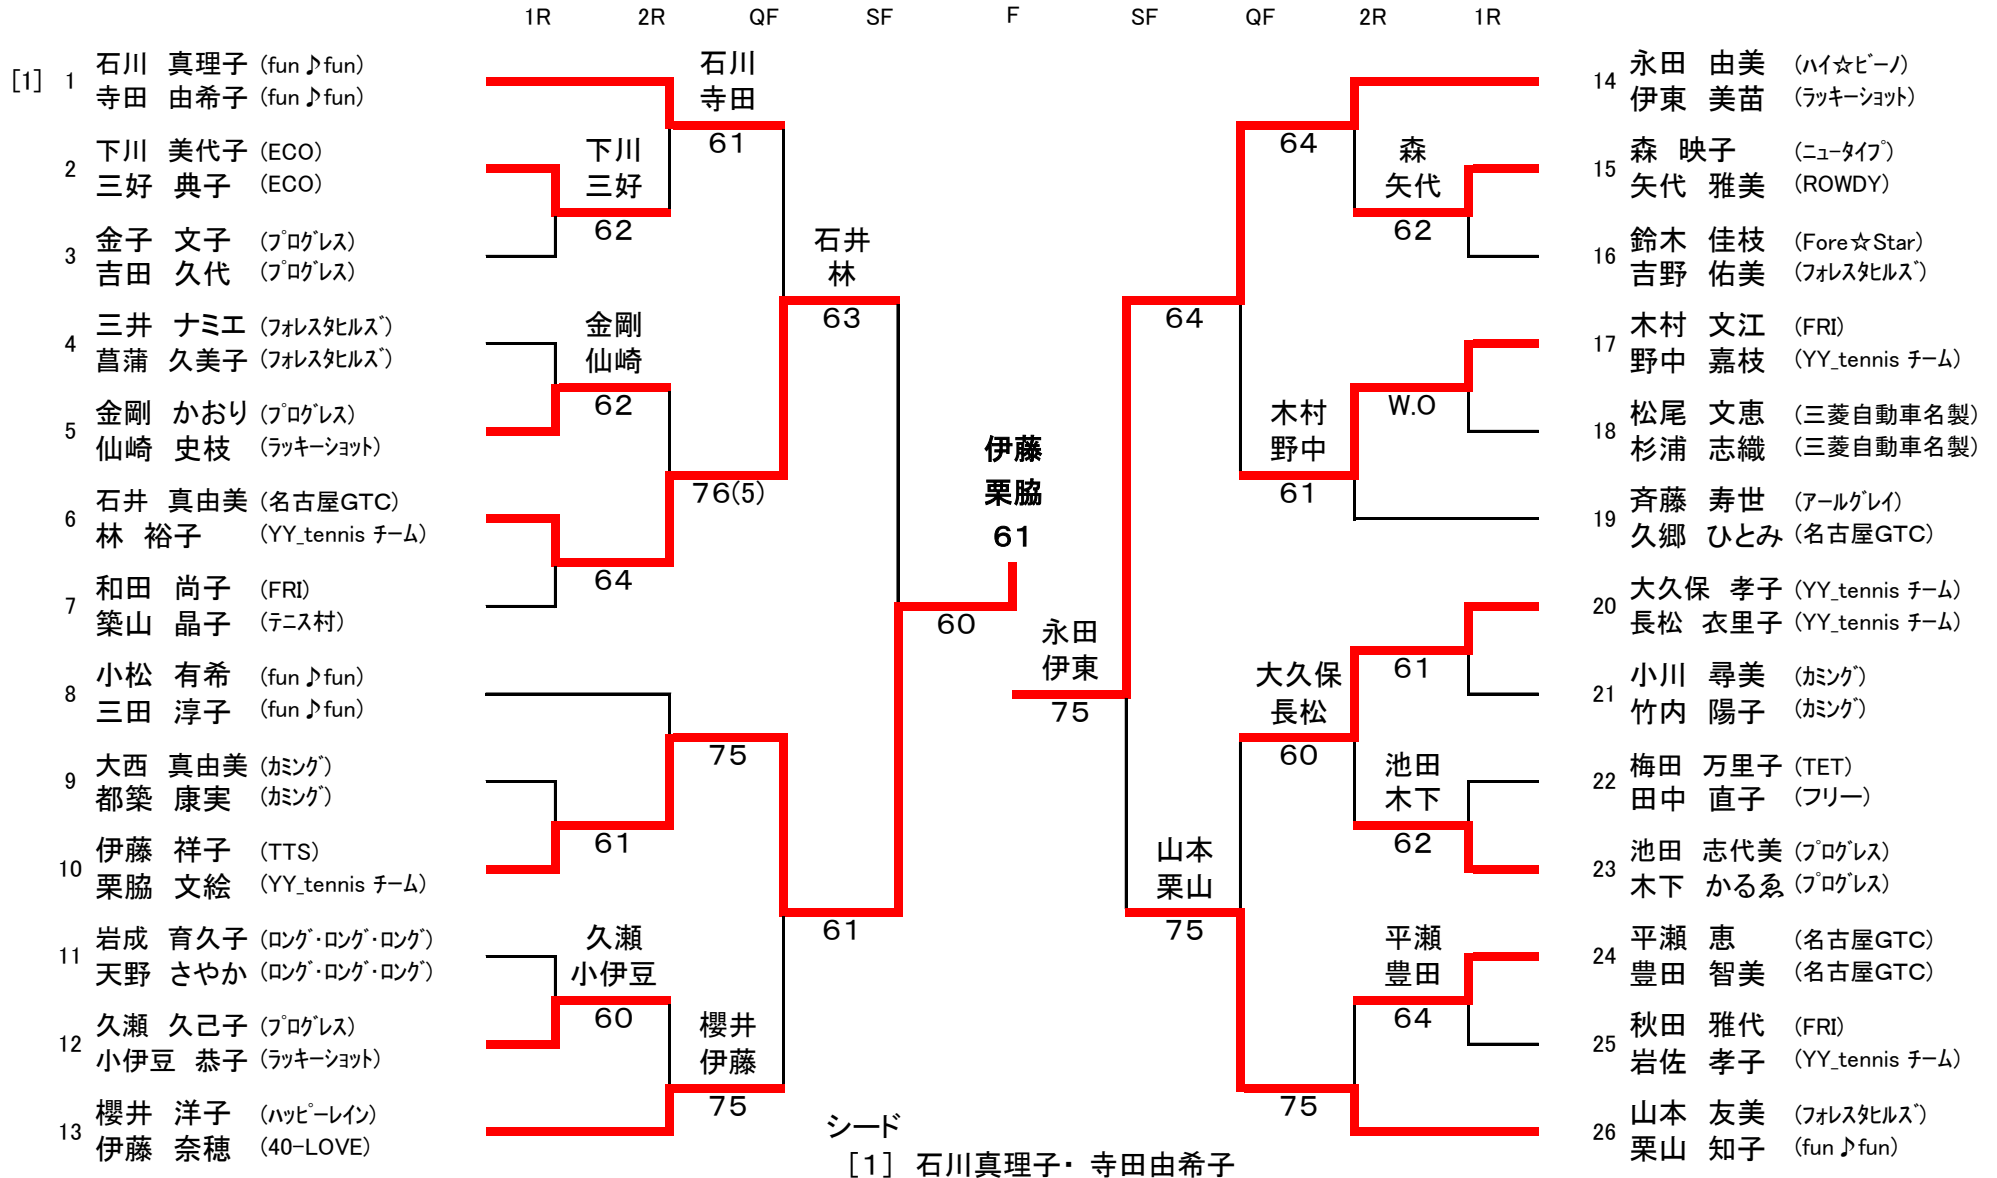 1R 2R QF SF F SF QF 2R 1R
[1] 1 石川 真理子 (fun♪fun)
寺田 由希子 (fun♪fun)
2 下川 美代子 (ECO)
三好 典子 (ECO)
3 金子 文子 (プログレス)
吉田 久代 (プログレス)
4 三井 ナミエ (フォレスタヒルズ)
菖蒲 久美子 (フォレスタヒルズ)
5 金剛 かおり (プログレス)
仙崎 史枝 (ラッキーショット)
6 石井 真由美 (名古屋GTC)
林 裕子 (YY_tennis チーム)
7 和田 尚子 (FRI)
築山 晶子 (テニス村)
8 小松 有希 (fun♪fun)
三田 淳子 (fun♪fun)
9 大西 真由美 (カミング)
都築 康実 (カミング)
10 伊藤 祥子 (TTS)
栗脇 文絵 (YY_tennis チーム)
11 岩成 育久子 (ロング・ロング・ロング)
天野 さやか (ロング・ロング・ロング)
12 久瀬 久己子 (プログレス)
小伊豆 恭子 (ラッキーショット)
13 櫻井 洋子 (ハッピーレイン)
伊藤 奈穂 (40-LOVE)
下川
三好
62
金剛
仙崎
62
64
61
久瀬
小伊豆
60
石川
寺田
61
76(5)
75
櫻井
伊藤
75
石井
林
63
61
60
伊藤
栗脇
61
永田
伊東
75
64
山本
栗山
75
64
木村
野中
61
大久保
長松
60
75
森
矢代
62
W.O
61
池田
木下
62
平瀬
豊田
64
14 永田 由美 (ハイ☆ビーノ)
伊東 美苗 (ラッキーショット)
15 森 映子 (ニュータイプ)
矢代 雅美 (ROWDY)
16 鈴木 佳枝 (Fore☆Star)
吉野 佑美 (フォレスタヒルズ)
17 木村 文江 (FRI)
野中 嘉枝 (YY_tennis チーム)
18 松尾 文恵 (三菱自動車名製)
杉浦 志織 (三菱自動車名製)
19 斉藤 寿世 (アールグレイ)
久郷 ひとみ (名古屋GTC)
20 大久保 孝子 (YY_tennis チーム)
長松 衣里子 (YY_tennis チーム)
21 小川 尋美 (カミング)
竹内 陽子 (カミング)
22 梅田 万里子 (TET)
田中 直子 (フリー)
23 池田 志代美 (プログレス)
木下 かるゑ (プログレス)
24 平瀬 恵 (名古屋GTC)
豊田 智美 (名古屋GTC)
25 秋田 雅代 (FRI)
岩佐 孝子 (YY_tennis チーム)
26 山本 友美 (フォレスタヒルズ)
栗山 知子 (fun♪fun)
シード
[1] 石川真理子・ 寺田由希子